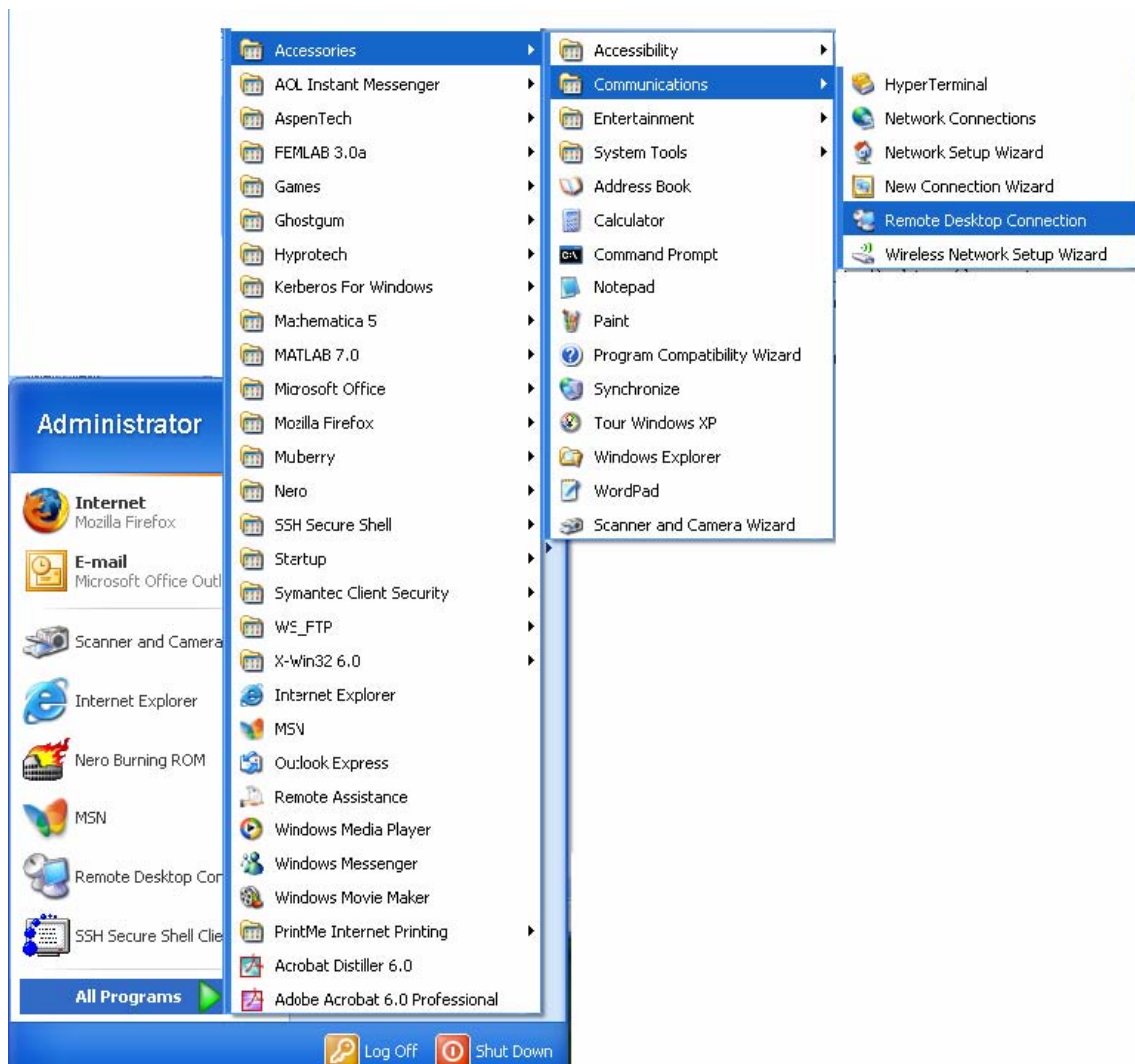 Accessories
AOL Instant Messenger
AspenTech
FEMLAB 3.0a
Games
Ghostgum
Hyprotech
Kerberos For Windows
Mathematica 5
MATLAB 7.0
Microsoft Office
Mozilla Firefox
Muberry
Nero
SSH Secure Shell
Startup
Symantec Client Security
WS_FTP
X-Win32 6.0
Internet Explorer
MSN
Outlook Express
Remote Assistance
Windows Media Player
Windows Messenger
Windows Movie Maker
PrintMe Internet Printing
Acrobat Distiller 6.0
Adobe Acrobat 6.0 Professional
Accessibility
Communications
Entertainment
System Tools
Address Book
Calculator
Command Prompt
Notepad
Paint
Program Compatibility Wizard
Synchronize
Tour Windows XP
Windows Explorer
WordPad
Scanner and Camera Wizard
HyperTerminal
Network Connections
Network Setup Wizard
New Connection Wizard
Remote Desktop Connection
Wireless Network Setup Wizard
Administrator
Internet
Mozilla Firefox
E-mail
Microsoft Office Outl
Scanner and Camera
Internet Explorer
Nero Burning ROM
MSN
Remote Desktop Con
SSH Secure Shell Clie
All Programs
Log Off
Shut Down